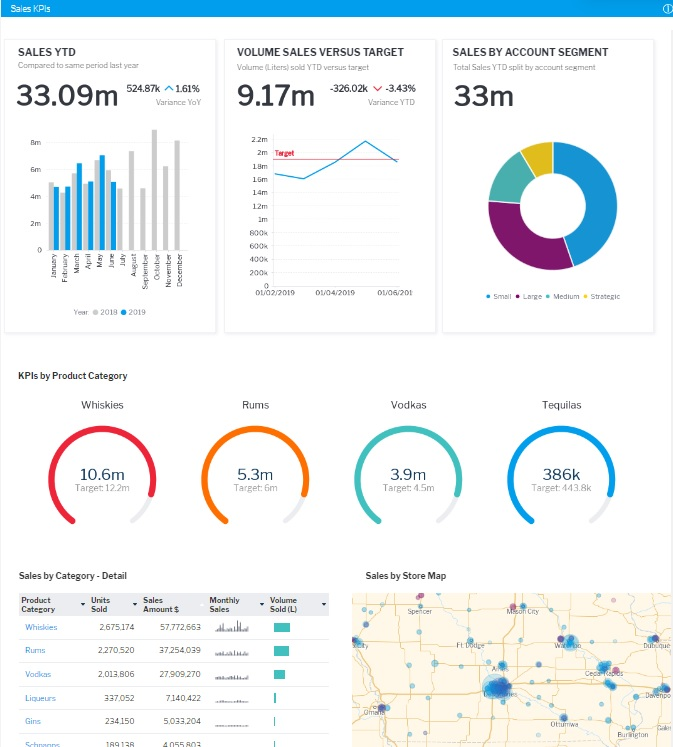 Sales KPIs
SALES YTD
Compared to same period last year
33.09m
524.87k 1.61%
Variance YoY
8m
6m
4m
2m
0
January
February
March
April
May
June
July
August
September
October
November
December
Year 2018 2019
VOLUME SALES VERSUS TARGET
Volume (Liters) sold YTD versus target
9.17m
-326.02k -3.43%
Variance YTD
2.2m
2m
1.8m
1.6m
1.4m
1.2m
1m
800k
600k
400k
200k
0
Target
01/02/2019 01/04/2019 01/06/201
SALES BY ACCOUNT SEGMENT
Total Sales YTD split by account segment
33m
Small Large Medium Strategic
KPIs by Product Category
Whiskies
10.6m
Target: 12.2m
Rums
5.3m
Target: 6m
Vodkas
3.9m
Target: 4.5m
Tequilas
386k
Target: 443.8k
Sales by Category - Detail
Product Category Units Sold Sales Amount $ Monthly Sales Volume Sold (L)
Whiskies 2,675,174 57,772,663
Rums 2,270,520 37,254,039
Vodkas 2,013,806 27,909,270
Liqueurs 337,052 7,140,422
Gins 234,150 5,033,204
Schnapps 189,138 4,055,803
Sales by Store Map
Spencer
Mason City
Ft. Dodge
Dubuque
Cedar Rapids
Davenpo
Omaha
Ottumwa
Burlington